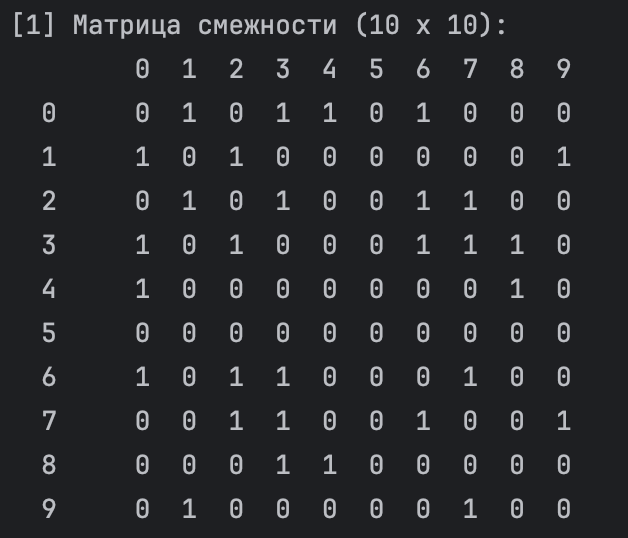 [1] Матрица смежности (10 x 10):
0 1 2 3 4 5 6 7 8 9
0 0 1 0 1 1 0 1 0 0 0
1 1 0 1 0 0 0 0 0 0 1
2 0 1 0 1 0 0 1 1 0 0
3 1 0 1 0 0 0 1 1 1 0
4 1 0 0 0 0 0 0 0 1 0
5 0 0 0 0 0 0 0 0 0 0
6 1 0 1 1 0 0 0 1 0 0
7 0 0 1 1 0 0 1 0 0 1
8 0 0 0 1 1 0 0 0 0 0
9 0 1 0 0 0 0 0 1 0 0